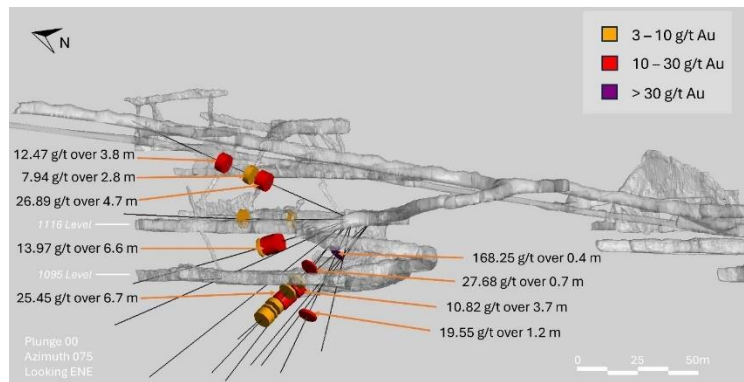 N
3 – 10 g/t Au
10 – 30 g/t Au
> 30 g/t Au
12.47 g/t over 3.8 m
7.94 g/t over 2.8 m
26.89 g/t over 4.7 m
1116 Level
13.97 g/t over 6.6 m
1095 Level
25.45 g/t over 6.7 m
168.25 g/t over 0.4 m
27.68 g/t over 0.7 m
10.82 g/t over 3.7 m
19.55 g/t over 1.2 m
Plunge 00
Azimuth 075
Looking ENE
0 25 50m